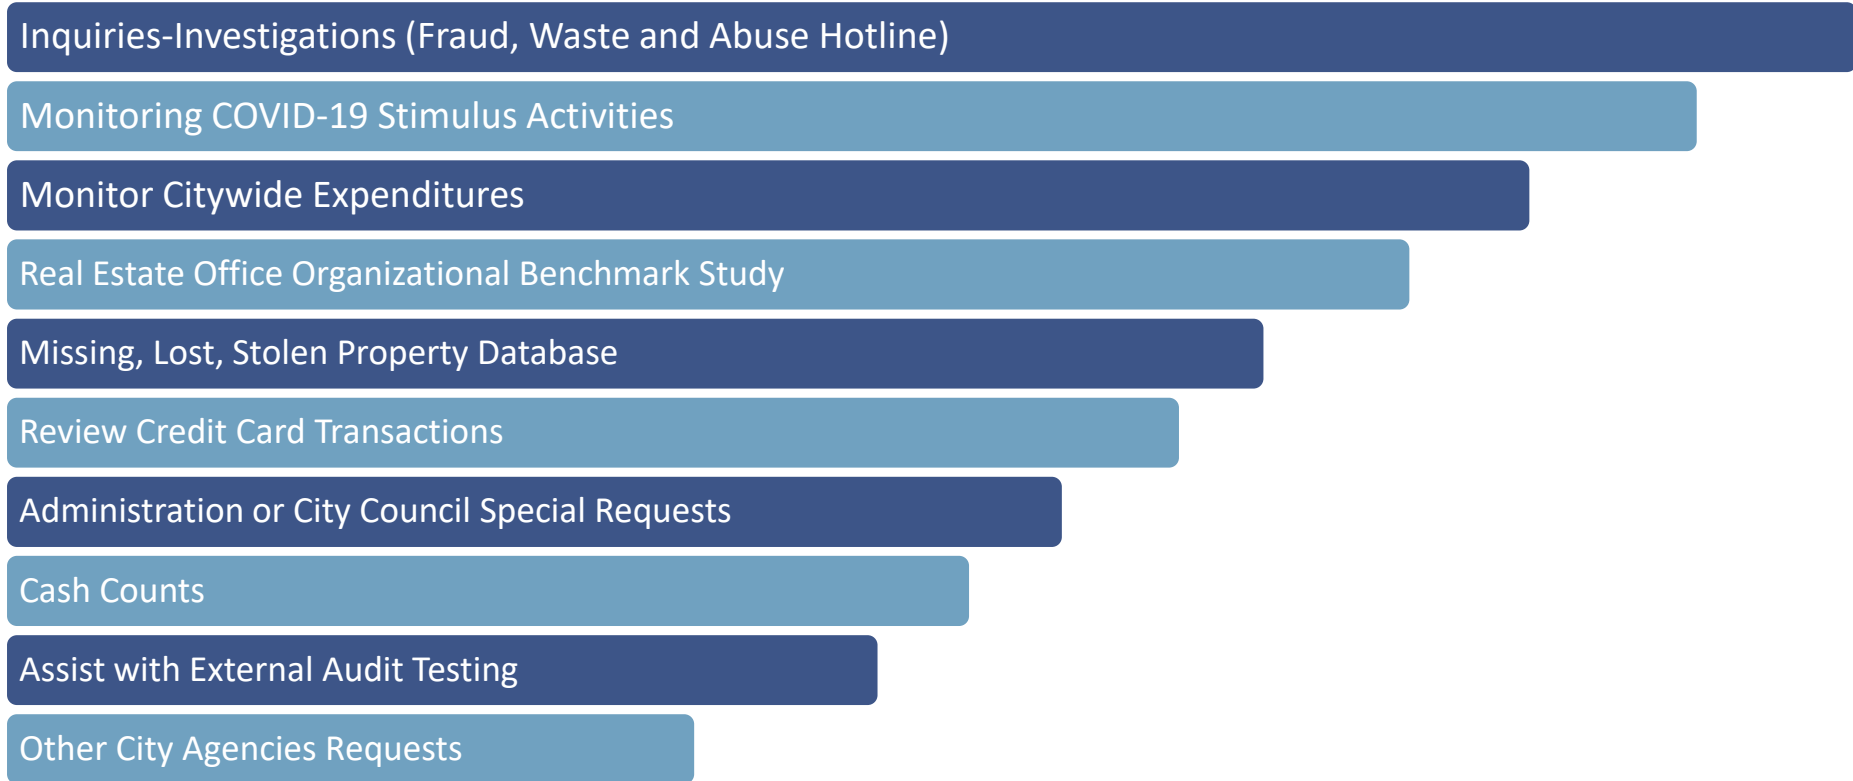 Inquiries-Investigations (Fraud, Waste and Abuse Hotline)
Monitoring COVID-19 Stimulus Activities
Monitor Citywide Expenditures
Real Estate Office Organizational Benchmark Study
Missing, Lost, Stolen Property Database
Review Credit Card Transactions
Administration or City Council Special Requests
Cash Counts
Assist with External Audit Testing
Other City Agencies Requests